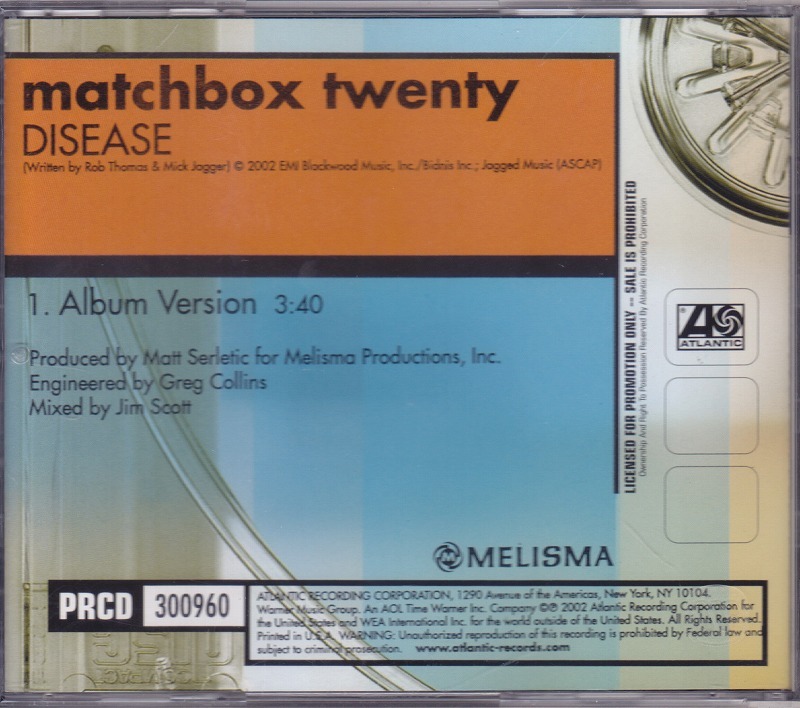 matchbox twenty
DISEASE
(Written by Rob Thomas & Mick Jagger) © 2002 EMI Blackwood Music, Inc./Bidnis Inc.; Jagged Music (ASCAP)
1. Album Version 3:40
Produced by Matt Serletic for Melisma Productions, Inc.
Engineered by Greg Collins
Mixed by Jim Scott
LICENSED FOR PROMOTION ONLY -- SALE IS PROHIBITED
Ownership And Right To Possession Reserved By Atlantic Recording Corporation
ATLANTIC
MELISMA
PRCD 300960
ATLANTIC RECORDING CORPORATION, 1290 Avenue of the Americas, New York, NY 10104.
Warner Music Group. An AOL Time Warner Inc. Company ©℗ 2002 Atlantic Recording Corporation for
the United States and WEA International Inc. for the world outside of the United States. All Rights Reserved.
Printed in U.S.A. WARNING: Unauthorized reproduction of this recording is prohibited by Federal law and
subject to criminal prosecution. www.atlantic-records.com